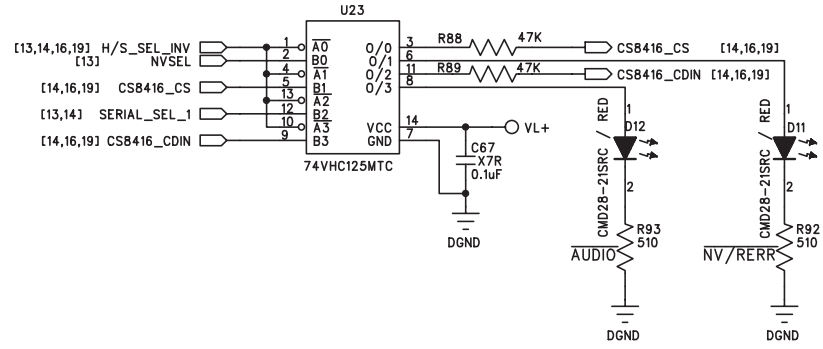 U23
[13,14,16,19] H/S_SEL_INV 1 A0 0/0 3 R88 47K CS8416_CS [14,16,19]
[13] NVSEL 2 B0 0/1 6
4 A1 0/2 11 R89 47K CS8416_CDIN [14,16,19]
[14,16,19] CS8416_CS 5 B1 0/3 8
13 A2
[13,14] SERIAL_SEL_1 12 B2
10 A3 VCC 14 VL+
[14,16,19] CS8416_CDIN 9 B3 GND 7
74VHC125MTC
C67
X7R
0.1uF
DGND
RED
1
D12
CMD28-21SRC
2
R93
510
AUDIO
DGND
RED
1
D11
CMD28-21SRC
2
R92
510
NV/RERR
DGND